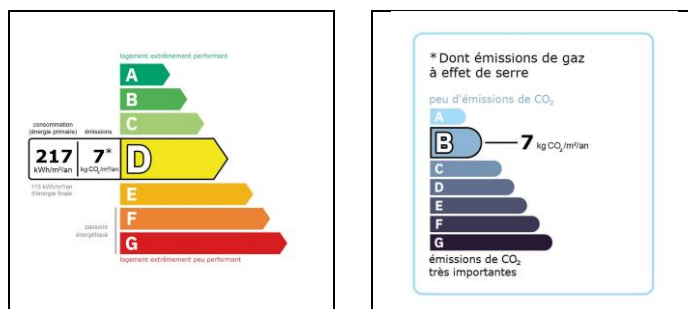 logement extrêmement performant
A
B
C
consommation
(énergie primaire)
émissions
217
kWh/m²/an
7*
kg CO₂/m²/an
D
115 kWh/m²/an
d'énergie finale
E
passoire
énergétique
F
G
logement extrêmement peu performant
*Dont émissions de gaz
à effet de serre
peu d'émissions de CO₂
A
B
7 kg CO₂/m²/an
C
D
E
F
G
émissions de CO₂
très importantes